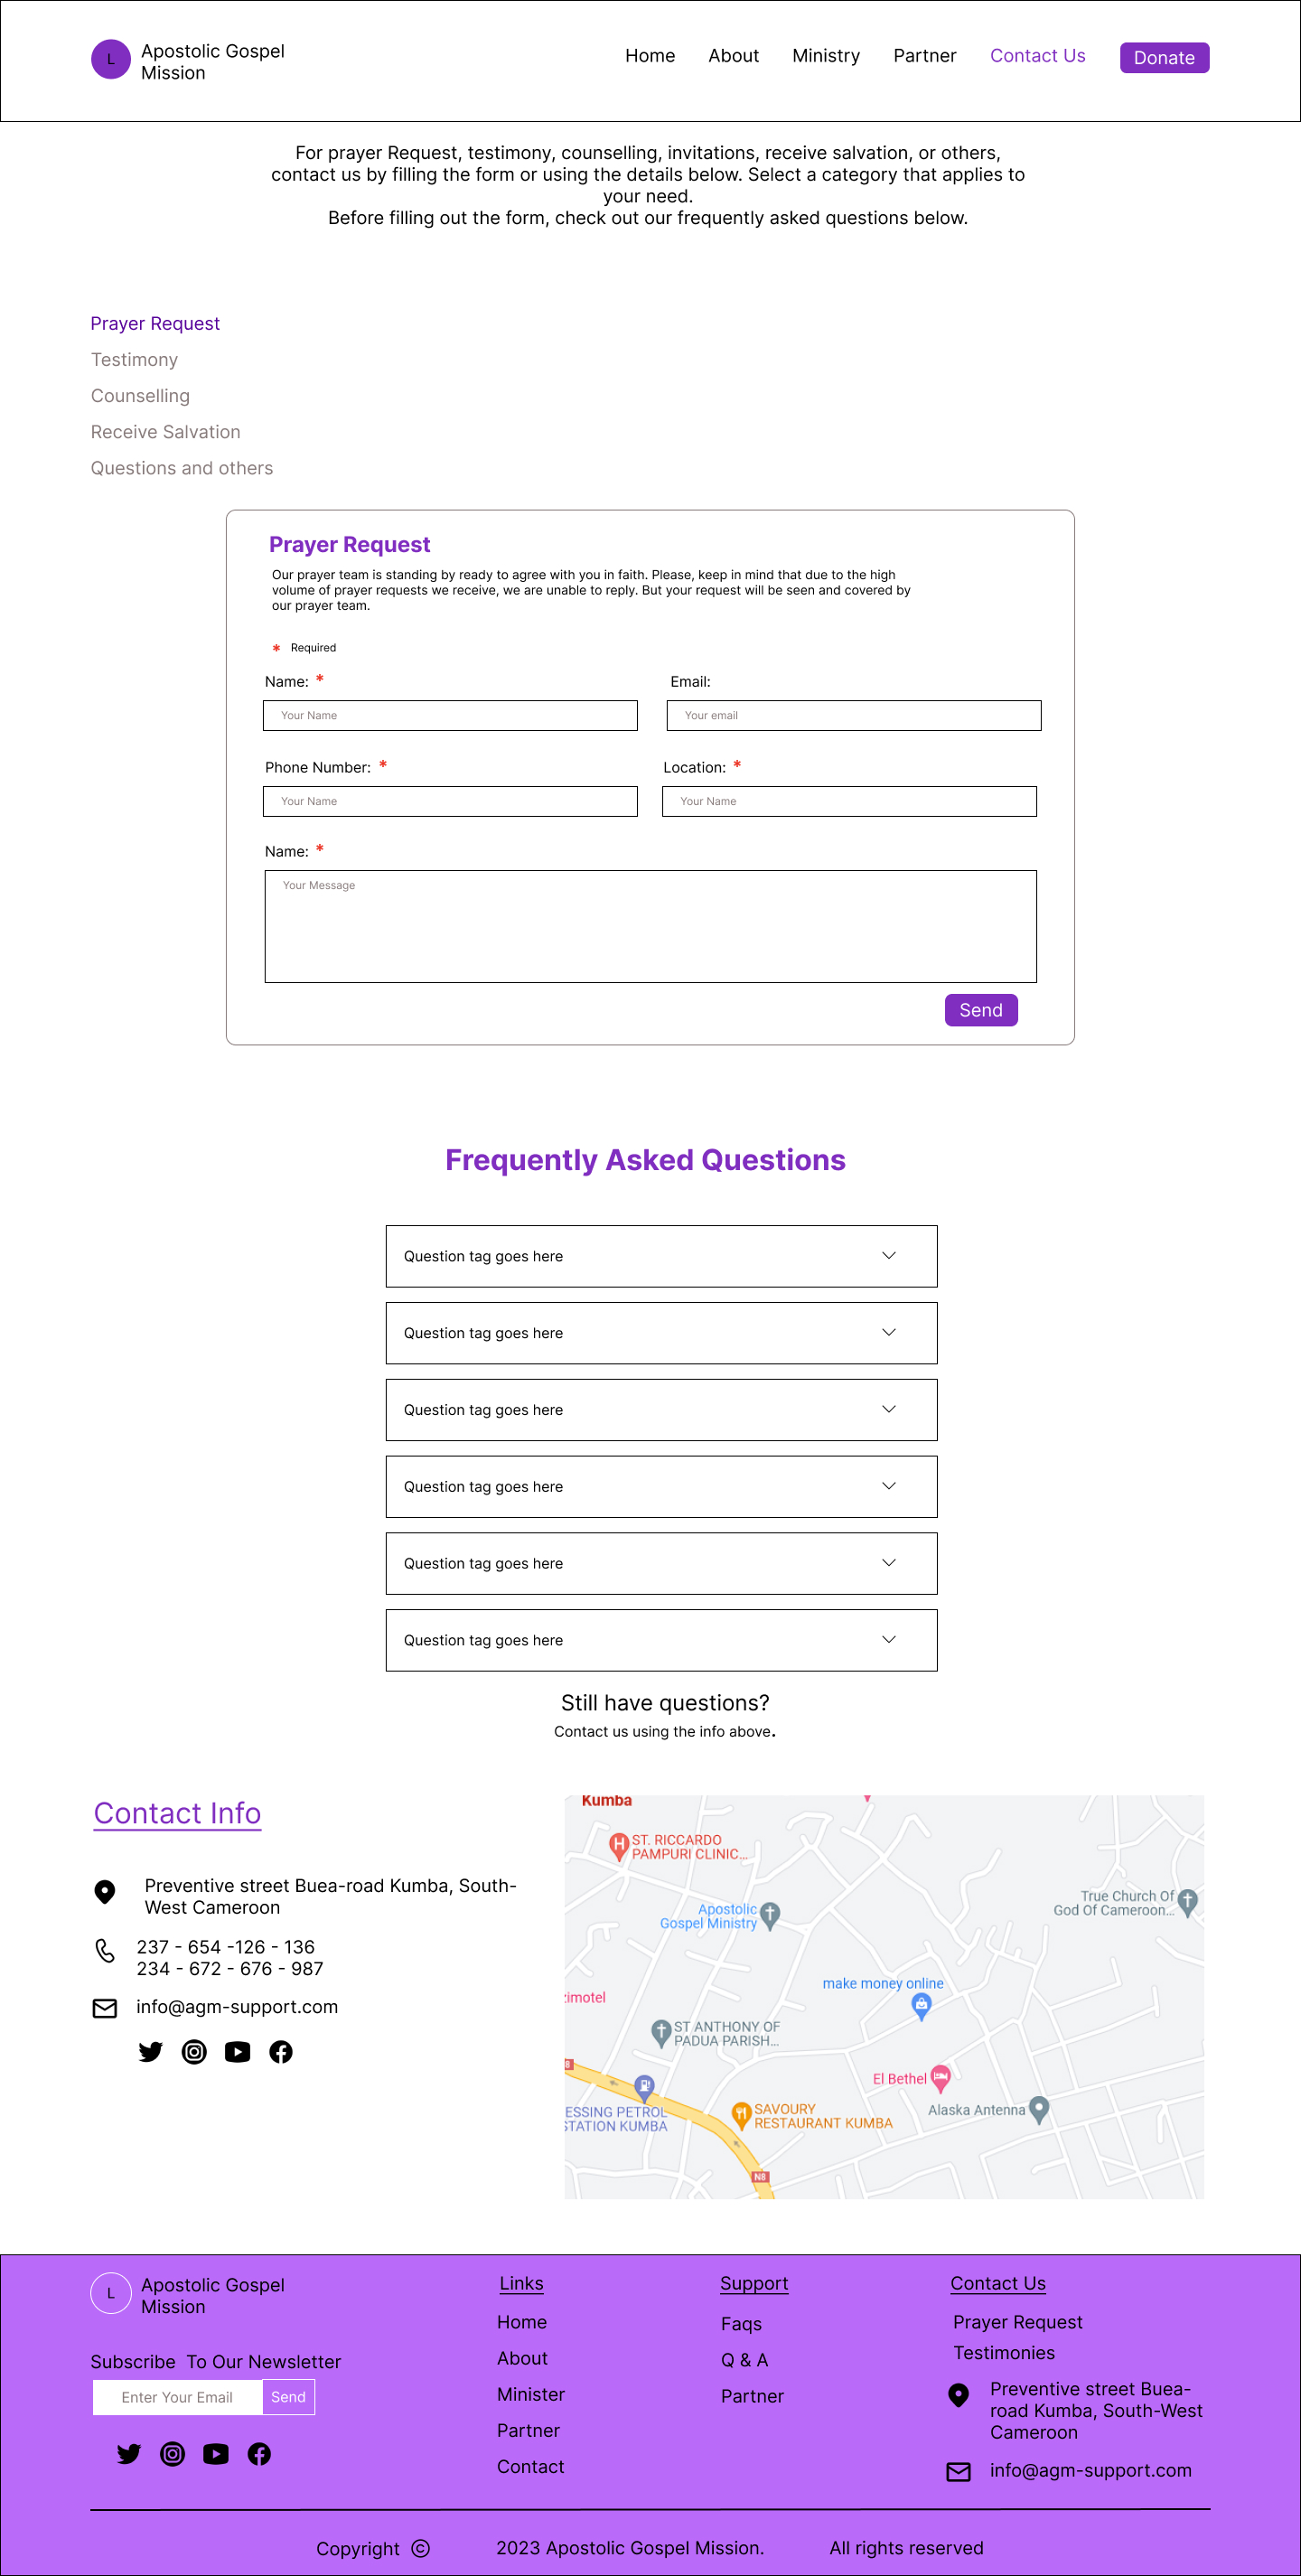 L
Apostolic Gospel
Mission
Home
About
Ministry
Partner
Contact Us
Donate
For prayer Request, testimony, counselling, invitations, receive salvation, or others,
contact us by filling the form or using the details below. Select a category that applies to
your need.
Before filling out the form, check out our frequently asked questions below.
Prayer Request
Testimony
Counselling
Receive Salvation
Questions and others
Prayer Request
Our prayer team is standing by ready to agree with you in faith. Please, keep in mind that due to the high
volume of prayer requests we receive, we are unable to reply. But your request will be seen and covered by
our prayer team.
* Required
Name: *
Email:
Your Name
Your email
Phone Number: *
Location: *
Your Name
Your Name
Name: *
Your Message
Send
Frequently Asked Questions
Question tag goes here
Question tag goes here
Question tag goes here
Question tag goes here
Question tag goes here
Question tag goes here
Still have questions?
Contact us using the info above.
Contact Info
Preventive street Buea-road Kumba, South-
West Cameroon
237 - 654 -126 - 136
234 - 672 - 676 - 987
info@agm-support.com
Kumba
H
ST. RICCARDO
PAMPURI CLINIC...
True Church Of
God Of Cameroon...
Apostolic
Gospel Ministry
make money online
zimotel
ST ANTHONY OF
PADUA PARISH...
8
El Bethel
ESSING PETROL
STATION KUMBA
SAVOURY
RESTAURANT KUMBA
Alaska Antenna
N8
L
Apostolic Gospel
Mission
Subscribe To Our Newsletter
Enter Your Email
Send
Links
Home
About
Minister
Partner
Contact
Support
Faqs
Q & A
Partner
Contact Us
Prayer Request
Testimonies
Preventive street Buea-
road Kumba, South-West
Cameroon
info@agm-support.com
Copyright © 2023 Apostolic Gospel Mission. All rights reserved